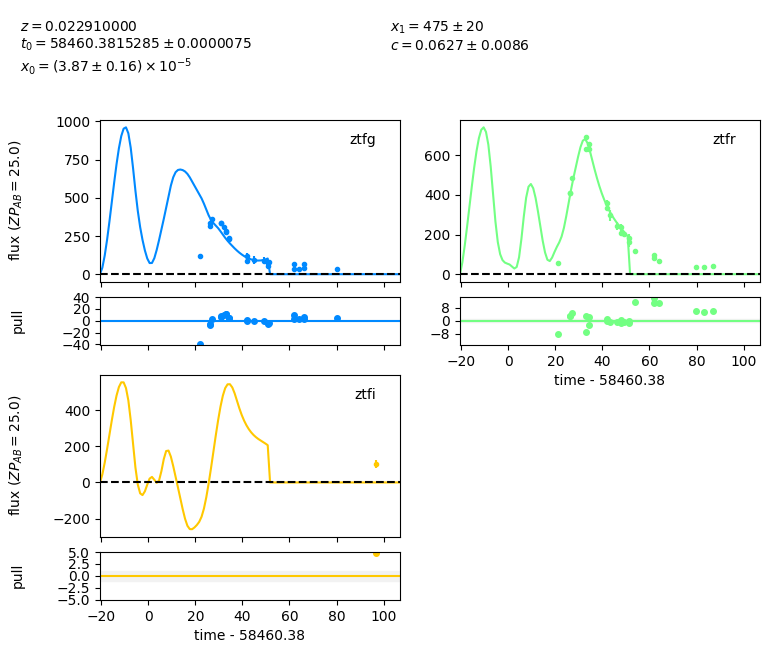 z = 0.022910000
t₀ = 58460.3815285 ± 0.0000075
x₀ = (3.87 ± 0.16) × 10⁻⁵
x₁ = 475 ± 20
c = 0.0627 ± 0.0086
flux (ZP_AB = 25.0)
1000
750
500
250
0
ztfg
pull
40
20
0
−20
−40
600
400
200
0
ztfr
8
0
−8
−20 0 20 40 60 80 100
time - 58460.38
flux (ZP_AB = 25.0)
400
200
0
−200
ztfi
pull
5.0
2.5
0.0
−2.5
−5.0
−20 0 20 40 60 80 100
time - 58460.38